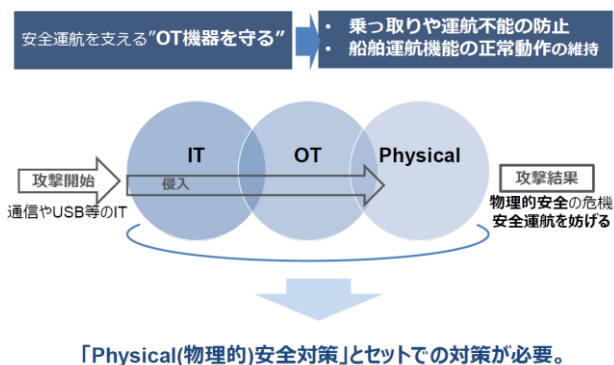 安全運航を支える”OT機器を守る”
・ 乗っ取りや運航不能の防止
・ 船舶運航機能の正常動作の維持
IT
OT
Physical
攻撃開始
侵入
攻撃結果
通信やUSB等のIT
物理的安全の危機
安全運航を妨げる
「Physical(物理的)安全対策」とセットでの対策が必要。